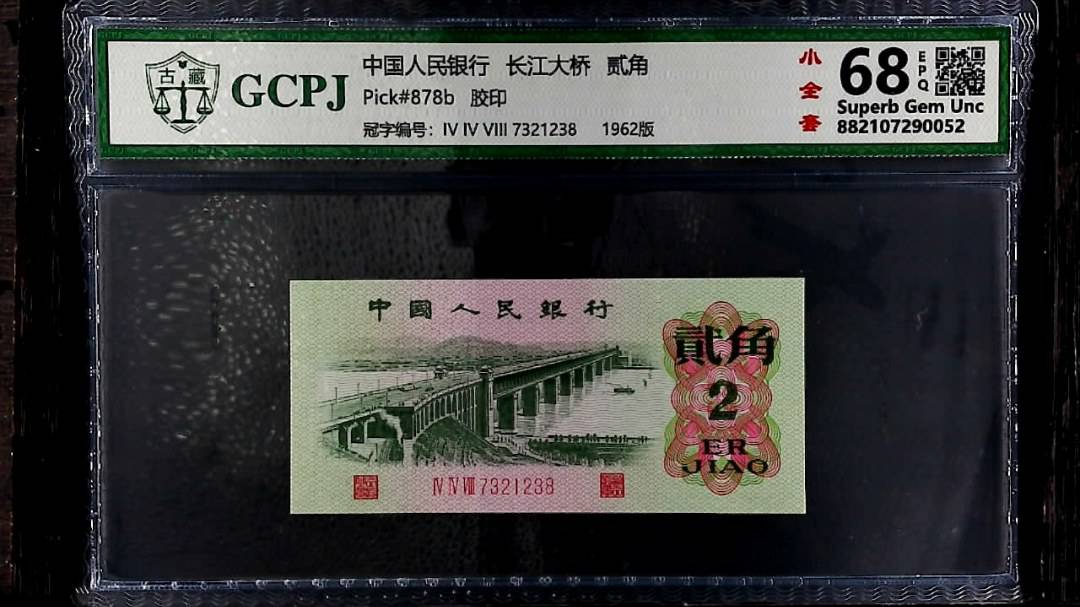 古藏
GCPJ
中国人民银行 长江大桥 贰角
Pick#878b 胶印
冠字编号：IV IV VIII 7321238 1962版
小全套
68
EPQ
Superb Gem Unc
882107290052
中國人民銀行
貳角
2
ER
JIAO
IV IV VIII 7321238